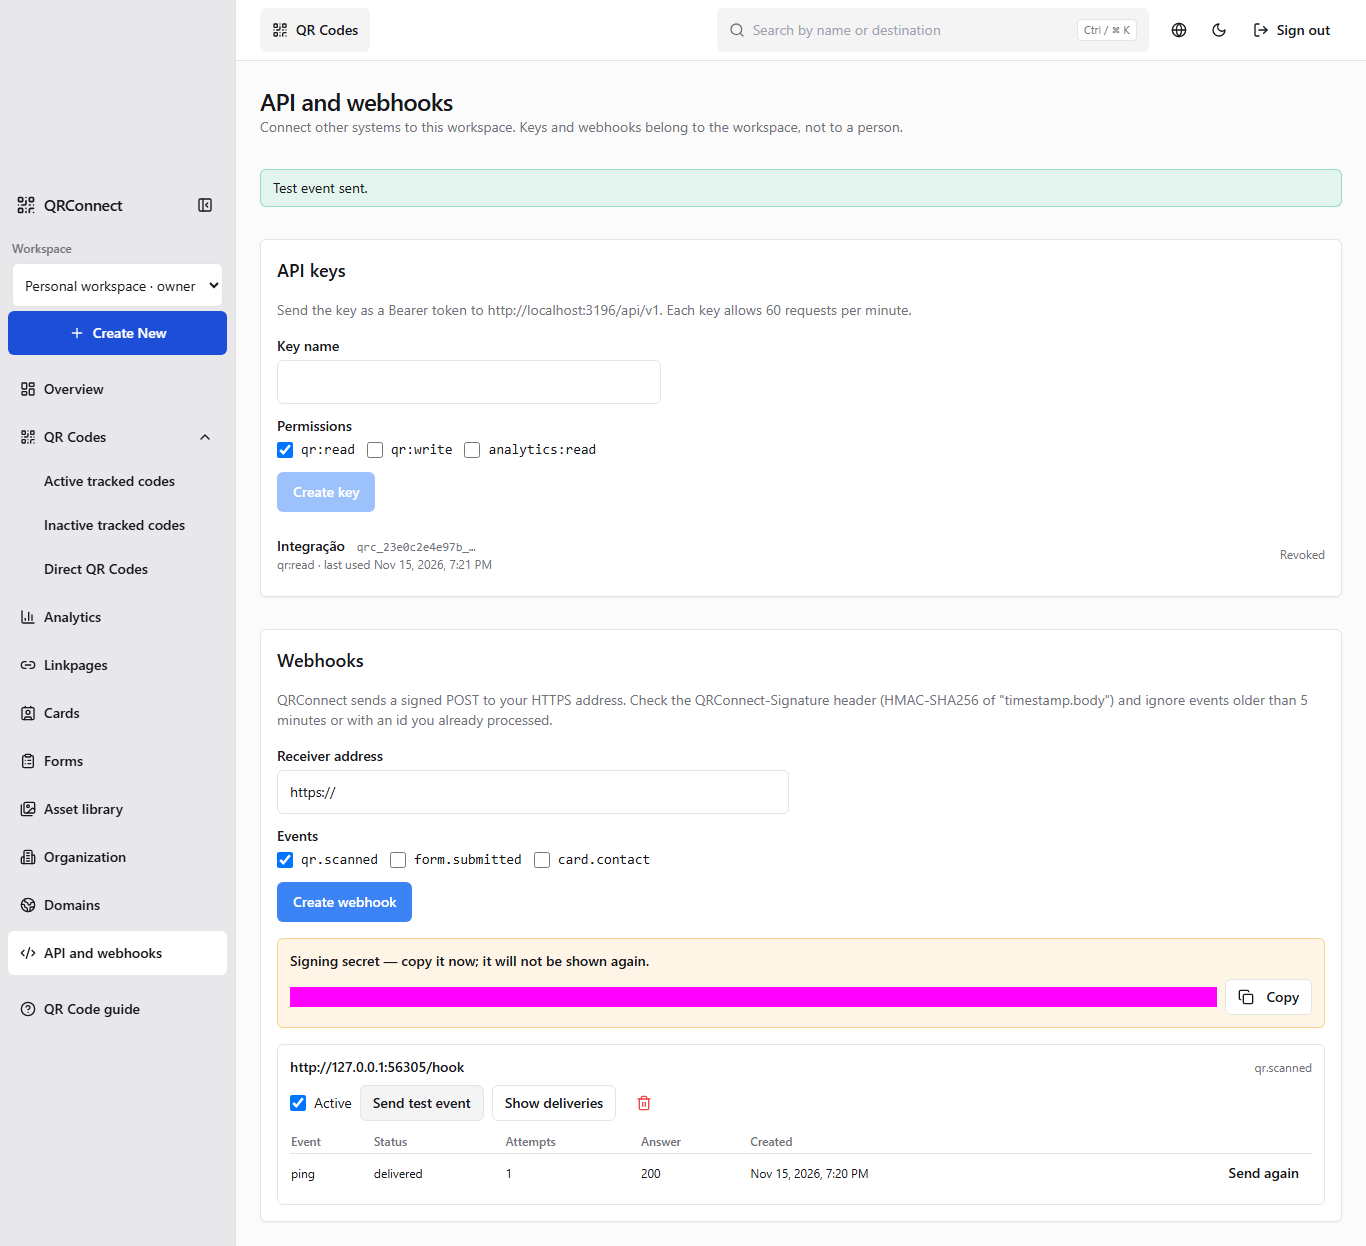 QR Codes
Search by name or destination
Ctrl / ⌘ K
Sign out
QRConnect
Workspace
Personal workspace · owner
+ Create New
Overview
QR Codes
Active tracked codes
Inactive tracked codes
Direct QR Codes
Analytics
Linkpages
Cards
Forms
Asset library
Organization
Domains
API and webhooks
QR Code guide
API and webhooks
Connect other systems to this workspace. Keys and webhooks belong to the workspace, not to a person.
Test event sent.
API keys
Send the key as a Bearer token to http://localhost:3196/api/v1. Each key allows 60 requests per minute.
Key name
Permissions
qr:read qr:write analytics:read
Create key
Integração qrc_23e0c2e4e97b_…
qr:read · last used Nov 15, 2026, 7:21 PM
Revoked
Webhooks
QRConnect sends a signed POST to your HTTPS address. Check the QRConnect-Signature header (HMAC-SHA256 of "timestamp.body") and ignore events older than 5
minutes or with an id you already processed.
Receiver address
https://
Events
qr.scanned form.submitted card.contact
Create webhook
Signing secret — copy it now; it will not be shown again.
Copy
http://127.0.0.1:56305/hook
qr.scanned
Active Send test event Show deliveries
Event Status Attempts Answer Created
ping delivered 1 200 Nov 15, 2026, 7:20 PM Send again